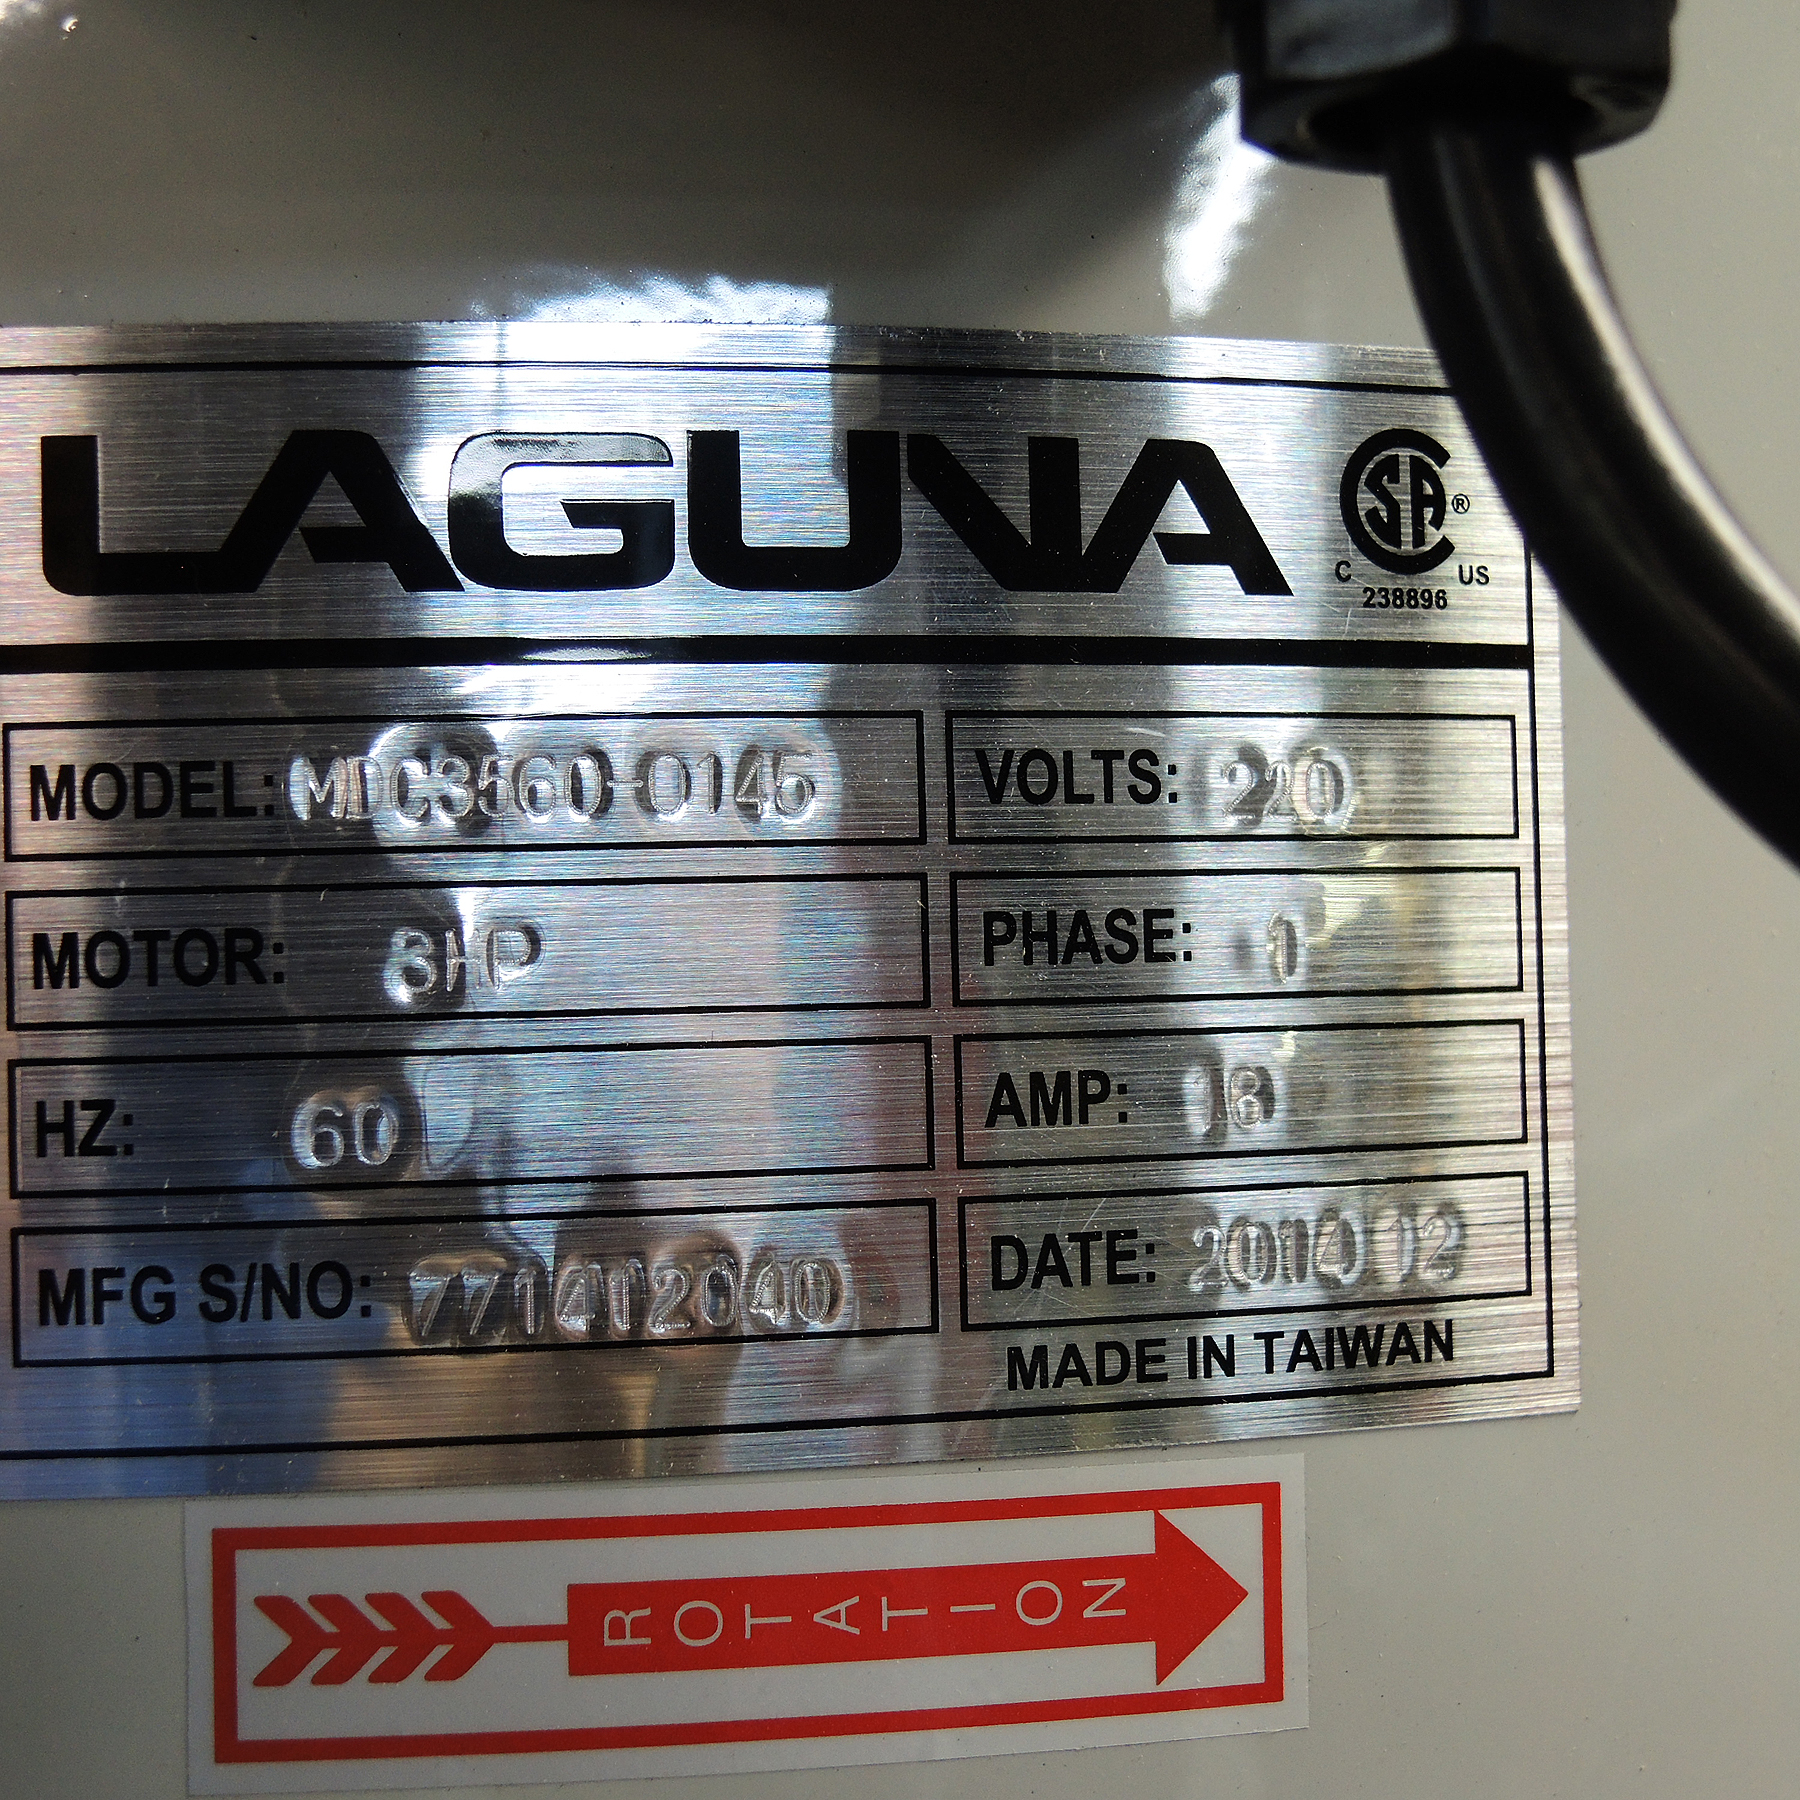 LAGUNA
CSA®
C US
238896
MODEL: MDC3560-0145
VOLTS: 220
MOTOR: 3HP
PHASE: 1
HZ: 60
AMP: 18
MFG S/NO: 771412040
DATE: 2014 12
MADE IN TAIWAN
ROTATION